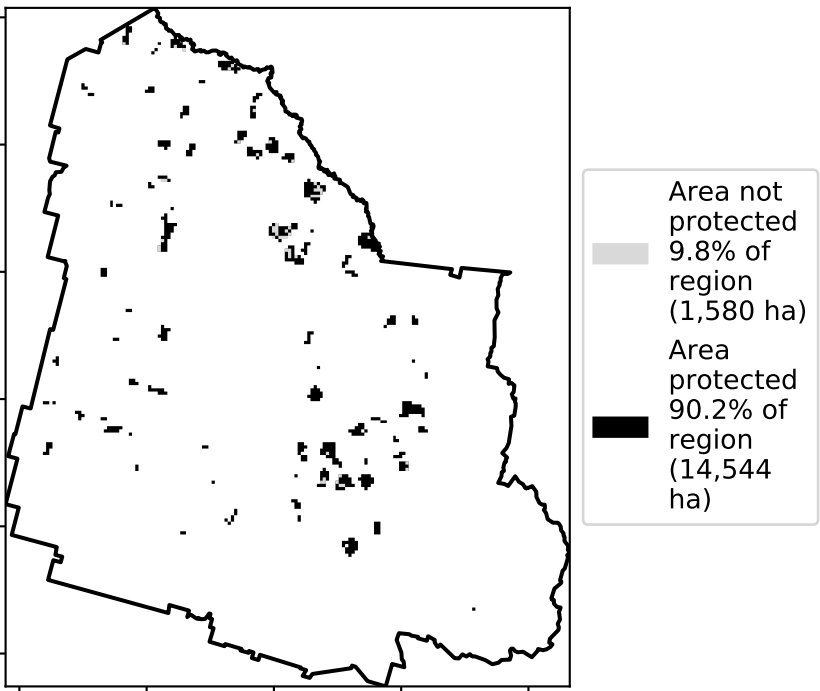 Area not
protected
9.8% of
region
(1,580 ha)
Area
protected
90.2% of
region
(14,544
ha)